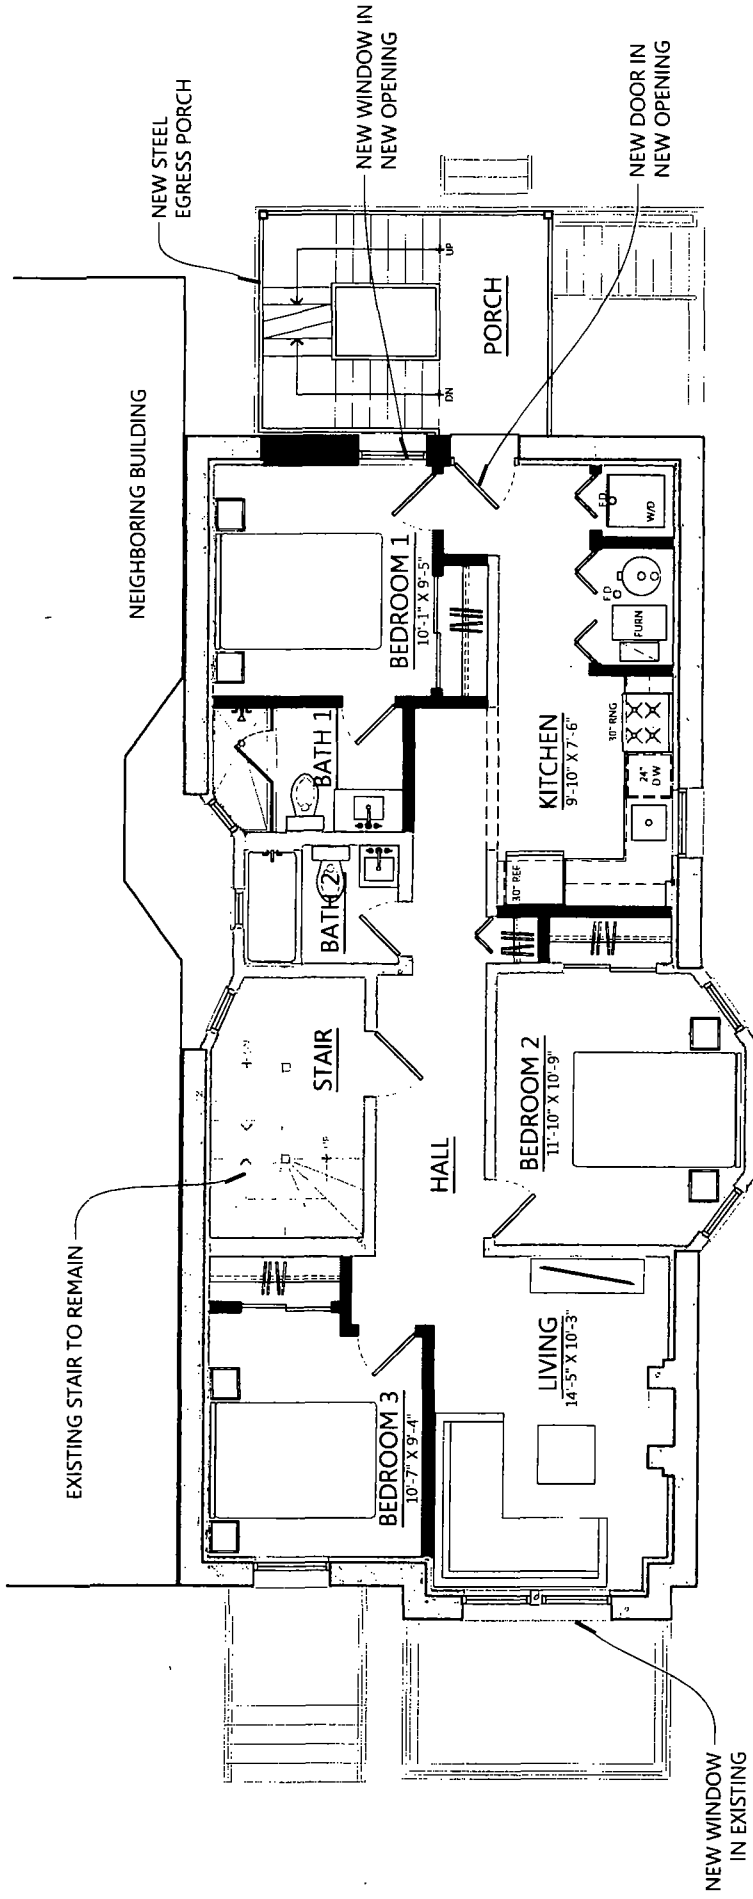 NEW STEEL
EGRESS PORCH
NEW WINDOW IN
NEW OPENING
NEW DOOR IN
NEW OPENING
NEIGHBORING BUILDING
EXISTING STAIR TO REMAIN
NEW WINDOW
IN EXISTING
UP
DN
PORCH
BEDROOM 1
10'-1" X 9'-5"
BATH 1
BATH 2
STAIR
DN
UP
HALL
KITCHEN
9'-10" X 7'-6"
30" REF
30" RNG
24"
DW
FURN
F.D
F.D
W/D
BEDROOM 2
11'-10" X 10'-9"
LIVING
14'-5" X 10'-3"
BEDROOM 3
10'-7" X 9'-4"